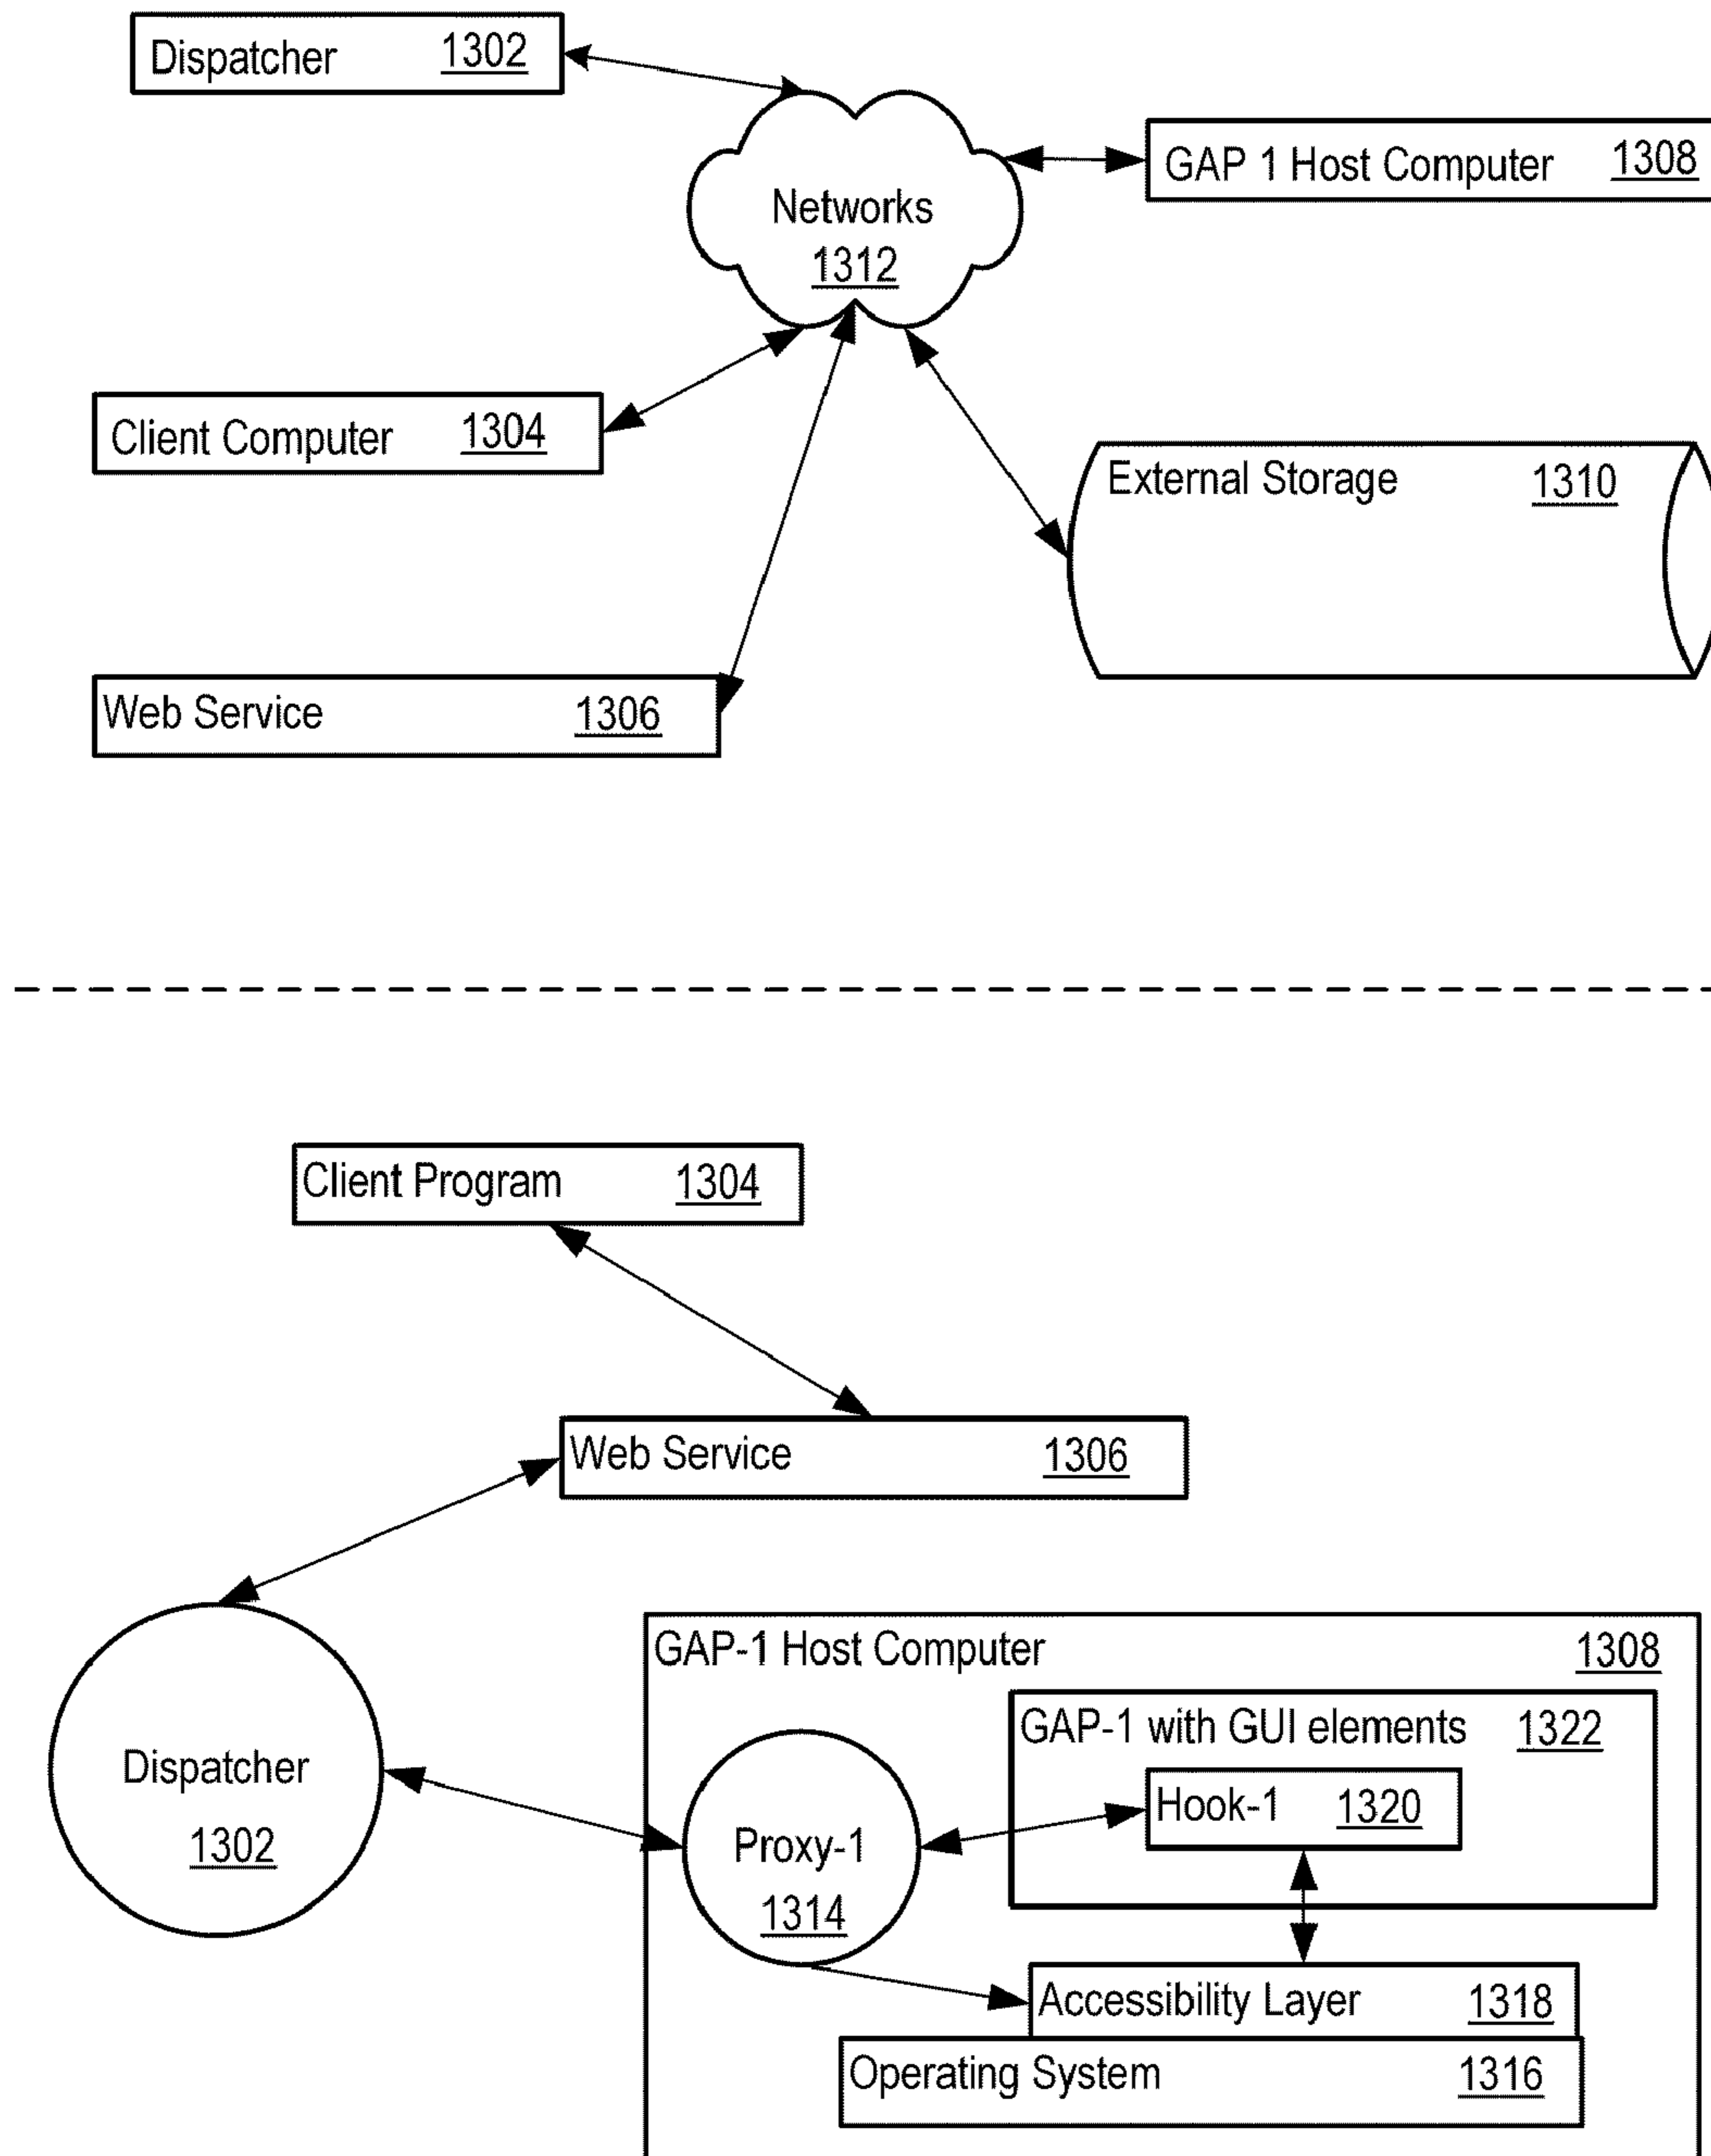 Dispatcher 1302
GAP 1 Host Computer 1308
Networks
1312
Client Computer 1304
External Storage 1310
Web Service 1306
Client Program 1304
Web Service 1306
GAP-1 Host Computer 1308
GAP-1 with GUI elements 1322
Dispatcher
1302
Hook-1 1320
Proxy-1
1314
Accessibility Layer 1318
Operating System 1316